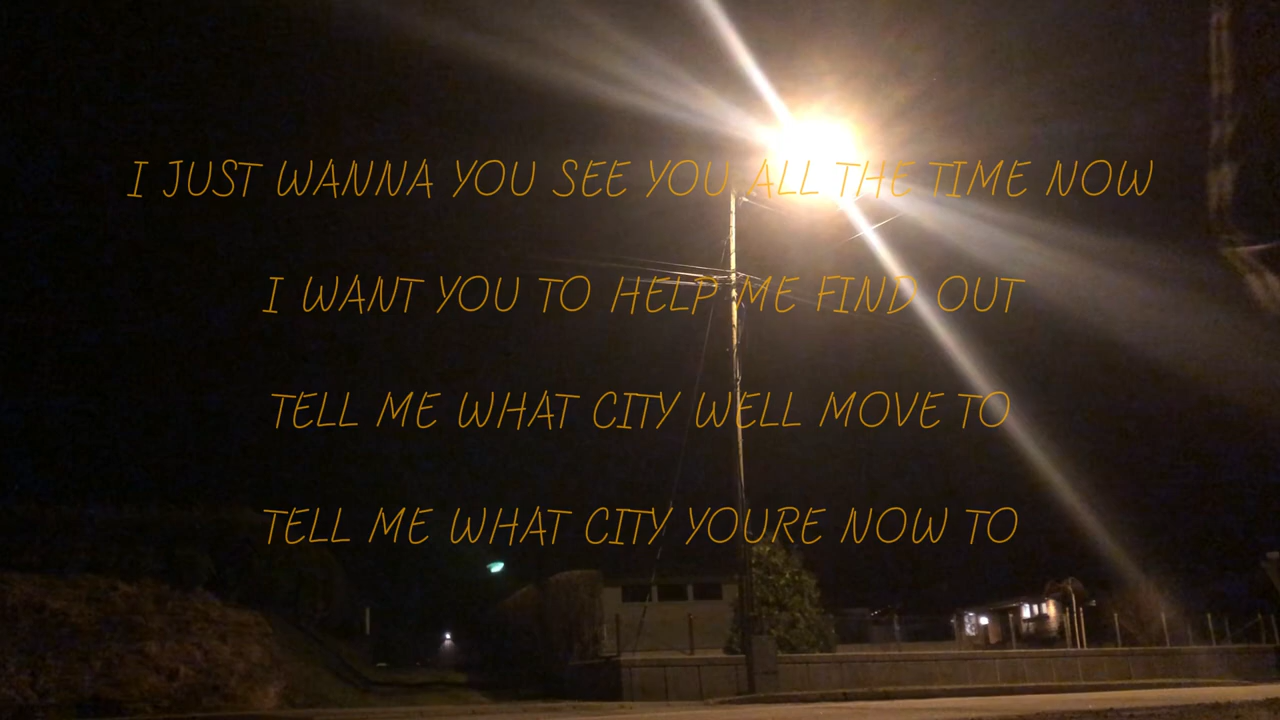 I JUST WANNA YOU SEE YOU ALL THE TIME NOW
I WANT YOU TO HELP ME FIND OUT
TELL ME WHAT CITY WELL MOVE TO
TELL ME WHAT CITY YOURE NOW TO